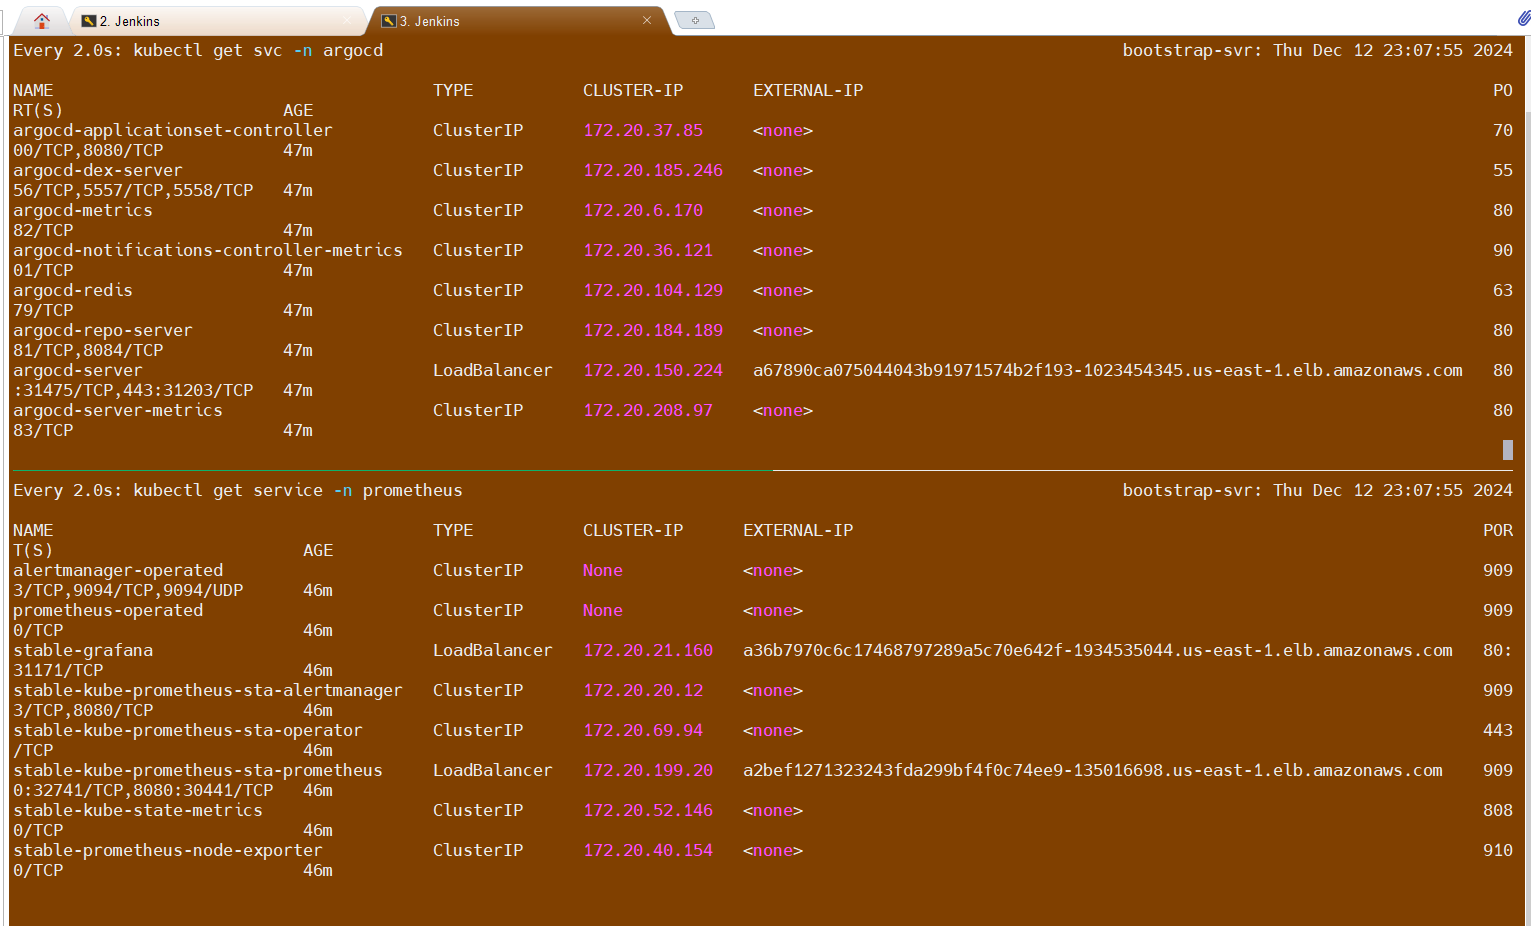 2. Jenkins
3. Jenkins
Every 2.0s: kubectl get svc -n argocd bootstrap-svr: Thu Dec 12 23:07:55 2024
NAME TYPE CLUSTER-IP EXTERNAL-IP PO
RT(S) AGE
argocd-applicationset-controller ClusterIP 172.20.37.85 <none> 70
00/TCP,8080/TCP 47m
argocd-dex-server ClusterIP 172.20.185.246 <none> 55
56/TCP,5557/TCP,5558/TCP 47m
argocd-metrics ClusterIP 172.20.6.170 <none> 80
82/TCP 47m
argocd-notifications-controller-metrics ClusterIP 172.20.36.121 <none> 90
01/TCP 47m
argocd-redis ClusterIP 172.20.104.129 <none> 63
79/TCP 47m
argocd-repo-server ClusterIP 172.20.184.189 <none> 80
81/TCP,8084/TCP 47m
argocd-server LoadBalancer 172.20.150.224 a67890ca075044043b91971574b2f193-1023454345.us-east-1.elb.amazonaws.com 80
:31475/TCP,443:31203/TCP 47m
argocd-server-metrics ClusterIP 172.20.208.97 <none> 80
83/TCP 47m
Every 2.0s: kubectl get service -n prometheus bootstrap-svr: Thu Dec 12 23:07:55 2024
NAME TYPE CLUSTER-IP EXTERNAL-IP POR
T(S) AGE
alertmanager-operated ClusterIP None <none> 909
3/TCP,9094/TCP,9094/UDP 46m
prometheus-operated ClusterIP None <none> 909
0/TCP 46m
stable-grafana LoadBalancer 172.20.21.160 a36b7970c6c17468797289a5c70e642f-1934535044.us-east-1.elb.amazonaws.com 80:
31171/TCP 46m
stable-kube-prometheus-sta-alertmanager ClusterIP 172.20.20.12 <none> 909
3/TCP,8080/TCP 46m
stable-kube-prometheus-sta-operator ClusterIP 172.20.69.94 <none> 443
/TCP 46m
stable-kube-prometheus-sta-prometheus LoadBalancer 172.20.199.20 a2bef1271323243fda299bf4f0c74ee9-135016698.us-east-1.elb.amazonaws.com 909
0:32741/TCP,8080:30441/TCP 46m
stable-kube-state-metrics ClusterIP 172.20.52.146 <none> 808
0/TCP 46m
stable-prometheus-node-exporter ClusterIP 172.20.40.154 <none> 910
0/TCP 46m